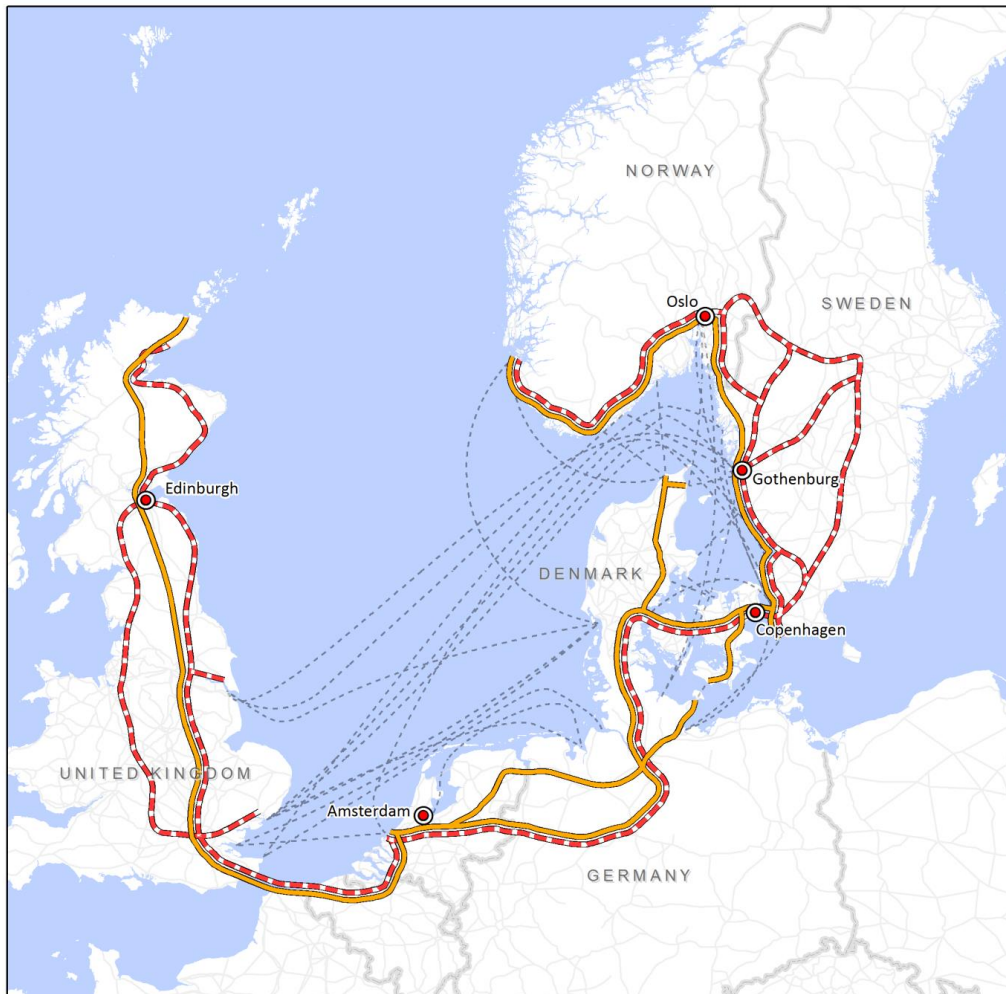 NORWAY
Oslo
SWEDEN
Edinburgh
Gothenburg
DENMARK
Copenhagen
UNITED KINGDOM
Amsterdam
GERMANY